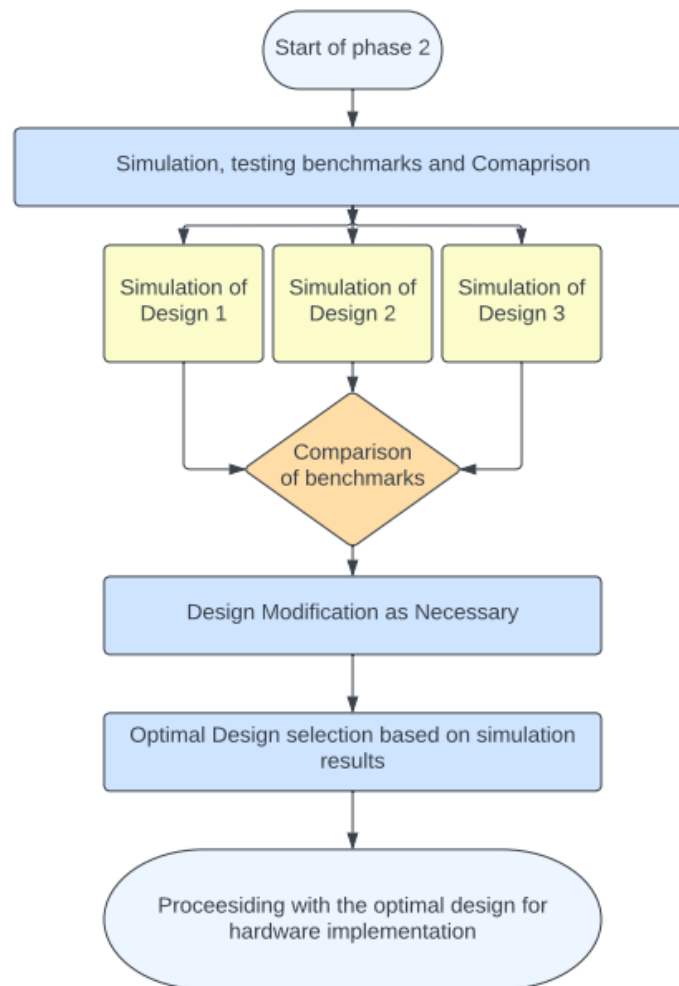 Start of phase 2
Simulation, testing benchmarks and Comaprison
Simulation of
Design 1
Simulation of
Design 2
Simulation of
Design 3
Comparison
of benchmarks
Design Modification as Necessary
Optimal Design selection based on simulation
results
Proceesiding with the optimal design for
hardware implementation